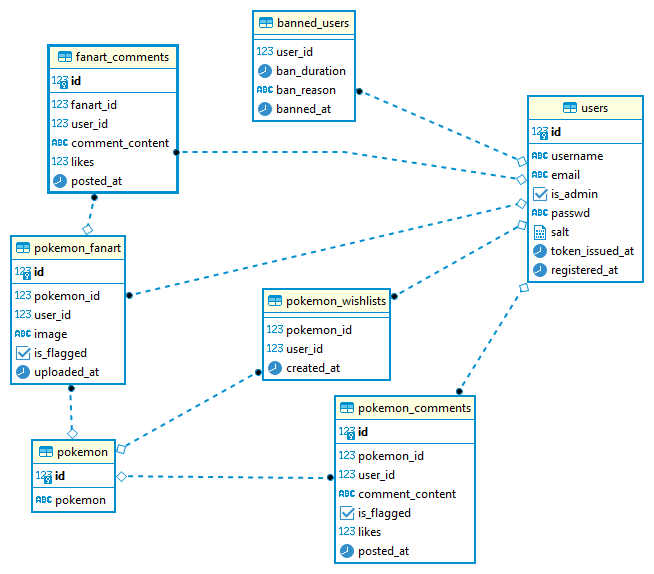 banned_users
123 user_id
ban_duration
ABC ban_reason
banned_at
fanart_comments
123 id
123 fanart_id
123 user_id
ABC comment_content
123 likes
posted_at
users
123 id
ABC username
ABC email
is_admin
ABC passwd
salt
token_issued_at
registered_at
pokemon_fanart
123 id
123 pokemon_id
123 user_id
ABC image
is_flagged
uploaded_at
pokemon_wishlists
123 pokemon_id
123 user_id
created_at
pokemon_comments
123 id
123 pokemon_id
123 user_id
ABC comment_content
is_flagged
123 likes
posted_at
pokemon
123 id
ABC pokemon